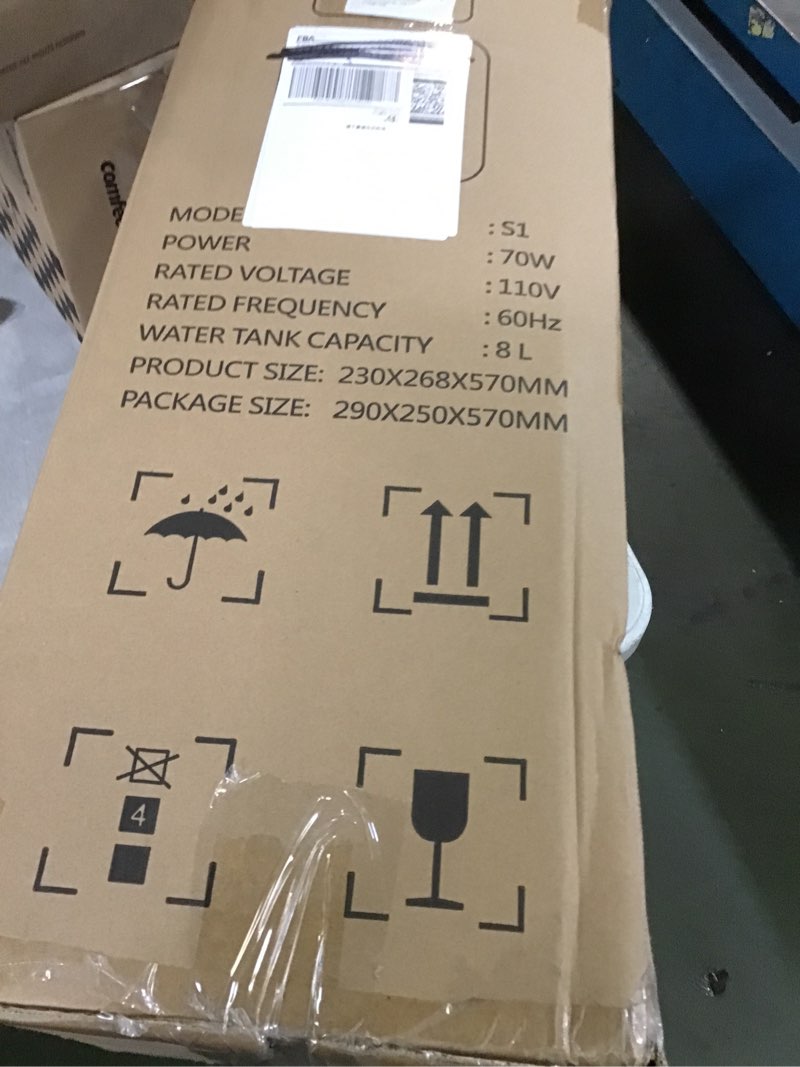 FBA
comfee
MODE : S1
POWER : 70W
RATED VOLTAGE : 110V
RATED FREQUENCY : 60Hz
WATER TANK CAPACITY : 8 L
PRODUCT SIZE: 230X268X570MM
PACKAGE SIZE: 290X250X570MM
4